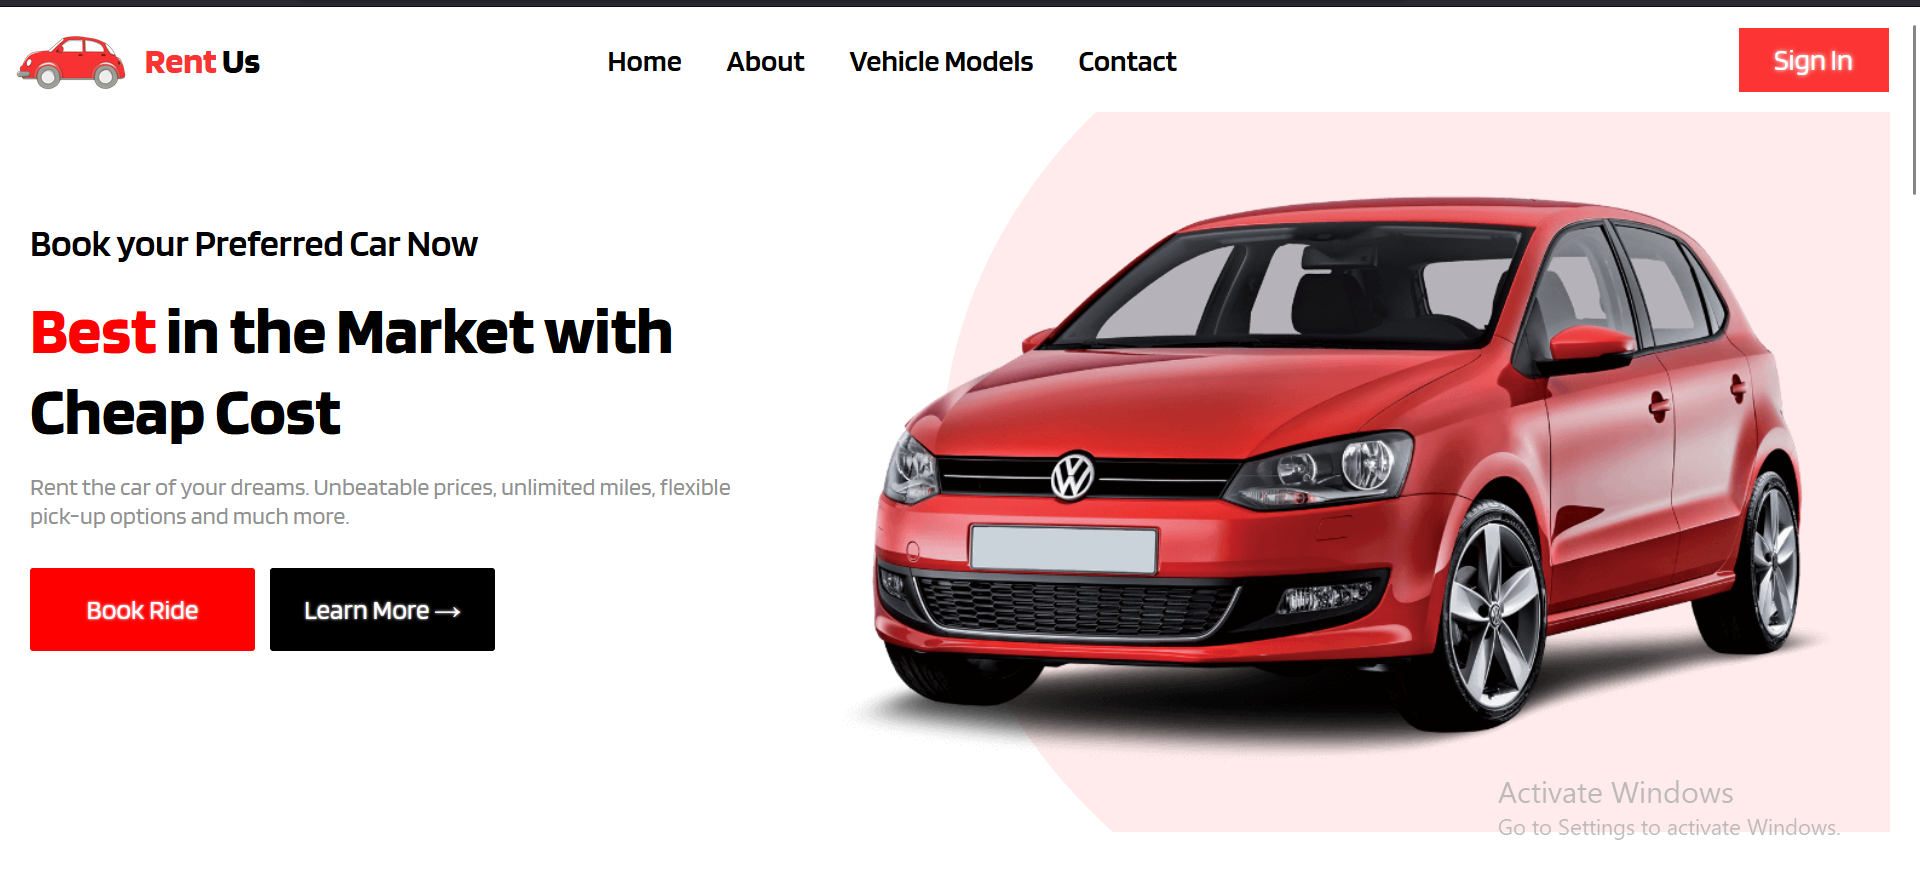 Rent Us
Home
About
Vehicle Models
Contact
Sign In
Book your Preferred Car Now
Best in the Market with
Cheap Cost
Rent the car of your dreams. Unbeatable prices, unlimited miles, flexible
pick-up options and much more.
Book Ride
Learn More →
Activate Windows
Go to Settings to activate Windows.